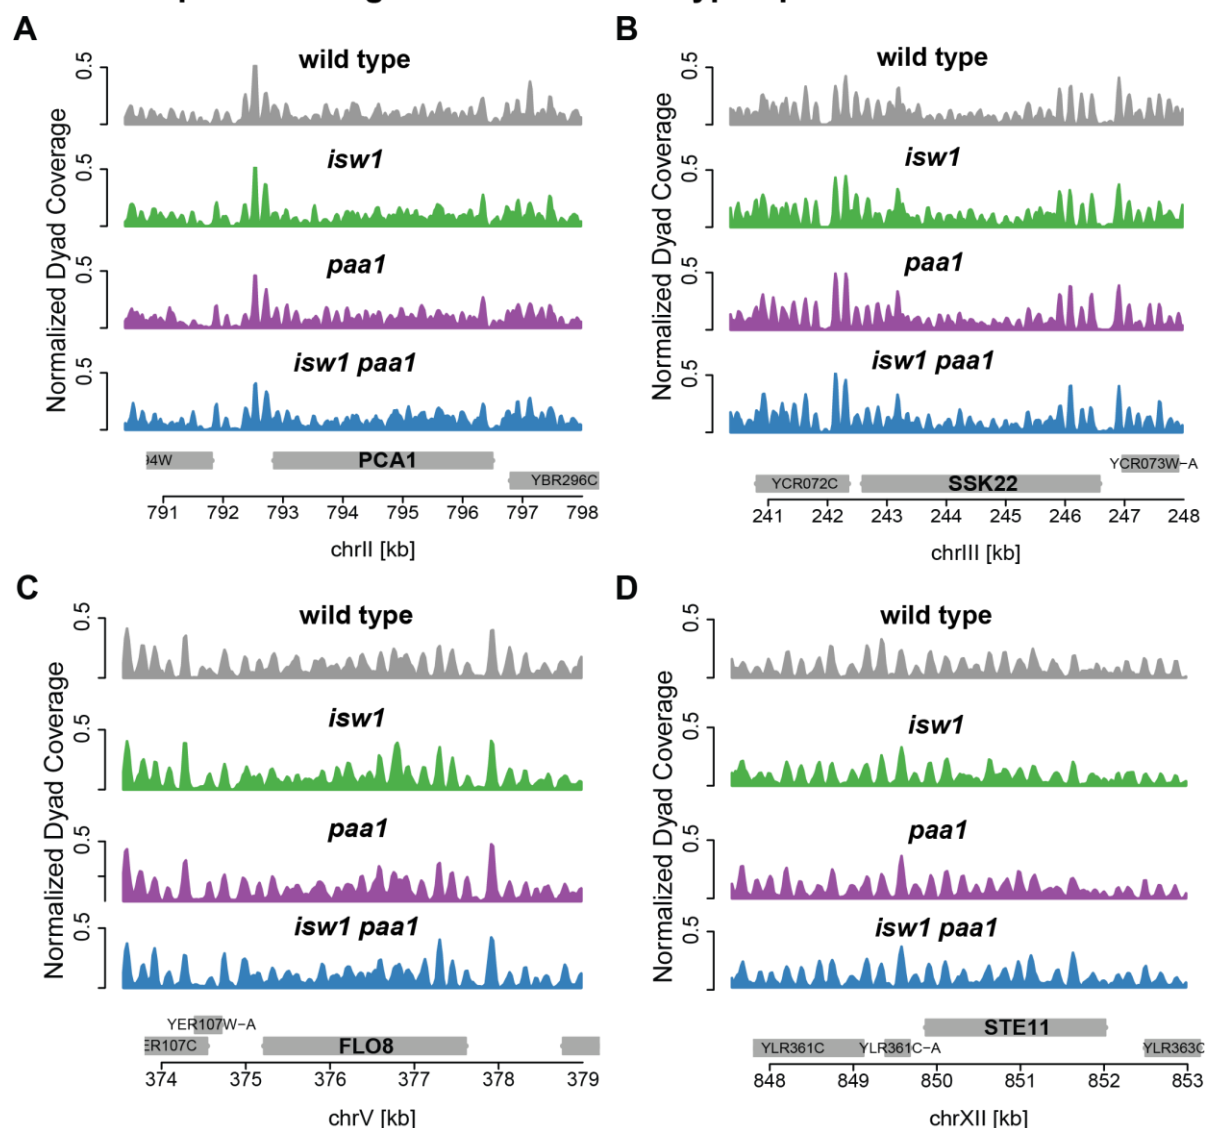 A
wild type
0.5
isw1
0.5
paa1
0.5
isw1 paa1
0.5
Normalized Dyad Coverage
94W
PCA1
YBR296C
791 792 793 794 795 796 797 798
chrII [kb]
B
wild type
0.5
isw1
0.5
paa1
0.5
isw1 paa1
0.5
Normalized Dyad Coverage
YCR073W-A
YCR072C
SSK22
241 242 243 244 245 246 247 248
chrIII [kb]
C
wild type
0.5
isw1
0.5
paa1
0.5
isw1 paa1
0.5
Normalized Dyad Coverage
YER107W-A
ER107C
FLO8
374 375 376 377 378 379
chrV [kb]
D
wild type
0.5
isw1
0.5
paa1
0.5
isw1 paa1
0.5
Normalized Dyad Coverage
STE11
YLR361C
YLR361C-A
YLR363C
848 849 850 851 852 853
chrXII [kb]